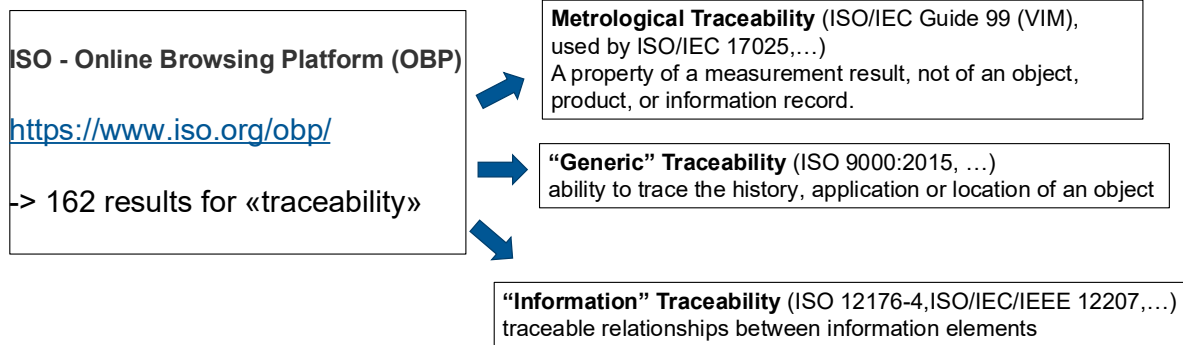 ISO - Online Browsing Platform (OBP)
https://www.iso.org/obp/
-> 162 results for «traceability»
Metrological Traceability (ISO/IEC Guide 99 (VIM),
used by ISO/IEC 17025,…)
A property of a measurement result, not of an object,
product, or information record.
“Generic” Traceability (ISO 9000:2015, …)
ability to trace the history, application or location of an object
“Information” Traceability (ISO 12176-4,ISO/IEC/IEEE 12207,…)
traceable relationships between information elements